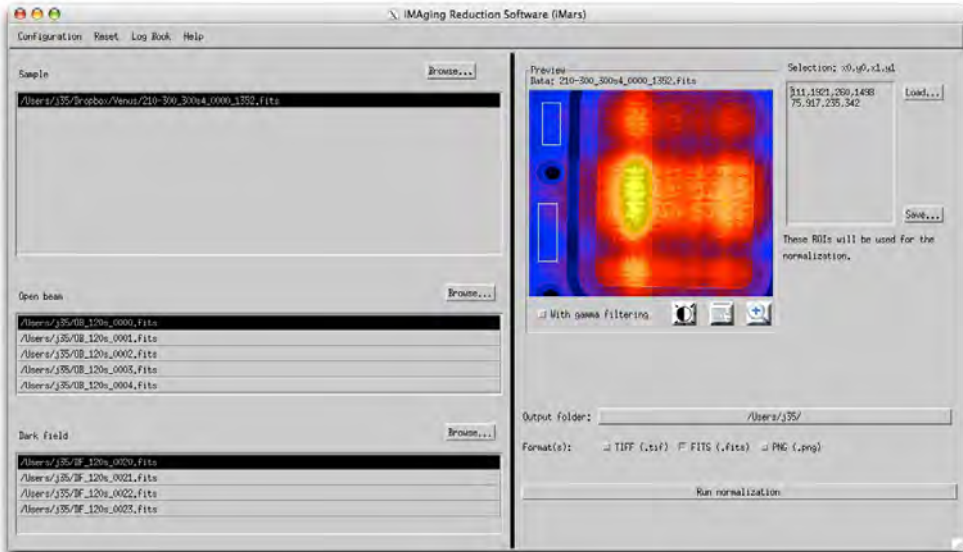 IMAging Reduction Software (iMars)
Configuration Reset Log Book Help
Sample
Browse...
/Users/j35/Dropbox/Venus/210-300_300s4_0000_1352.fits
Open beam
Browse...
/Users/j35/OB_120s_0000.fits
/Users/j35/OB_120s_0001.fits
/Users/j35/OB_120s_0002.fits
/Users/j35/OB_120s_0003.fits
/Users/j35/OB_120s_0004.fits
Dark field
Browse...
/Users/j35/DF_120s_0020.fits
/Users/j35/DF_120s_0021.fits
/Users/j35/DF_120s_0022.fits
/Users/j35/DF_120s_0023.fits
Preview
Data: 210-300_300s4_0000_1352.fits
With gamma filtering
Selection: x0,y0,x1,y1
111,1921,260,1498
75,917,235,342
Load...
Save...
These ROIs will be used for the
normalization.
Output folder: /Users/j35/
Format(s): TIFF (.tif) FITS (.fits) PNG (.png)
Run normalization